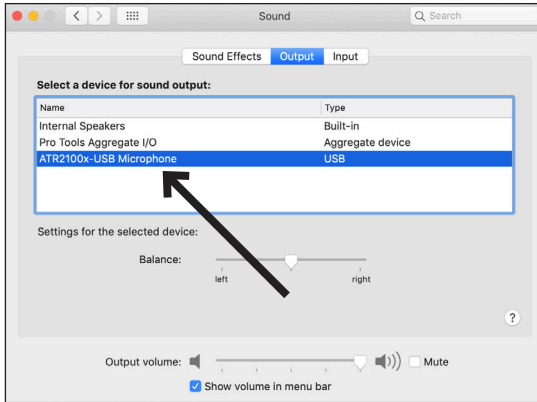 Sound
Search
Sound Effects Output Input
Select a device for sound output:
Name Type
Internal Speakers Built-in
Pro Tools Aggregate I/O Aggregate device
ATR2100x-USB Microphone USB
Settings for the selected device:
Balance:
left right
?
Output volume: Mute
Show volume in menu bar